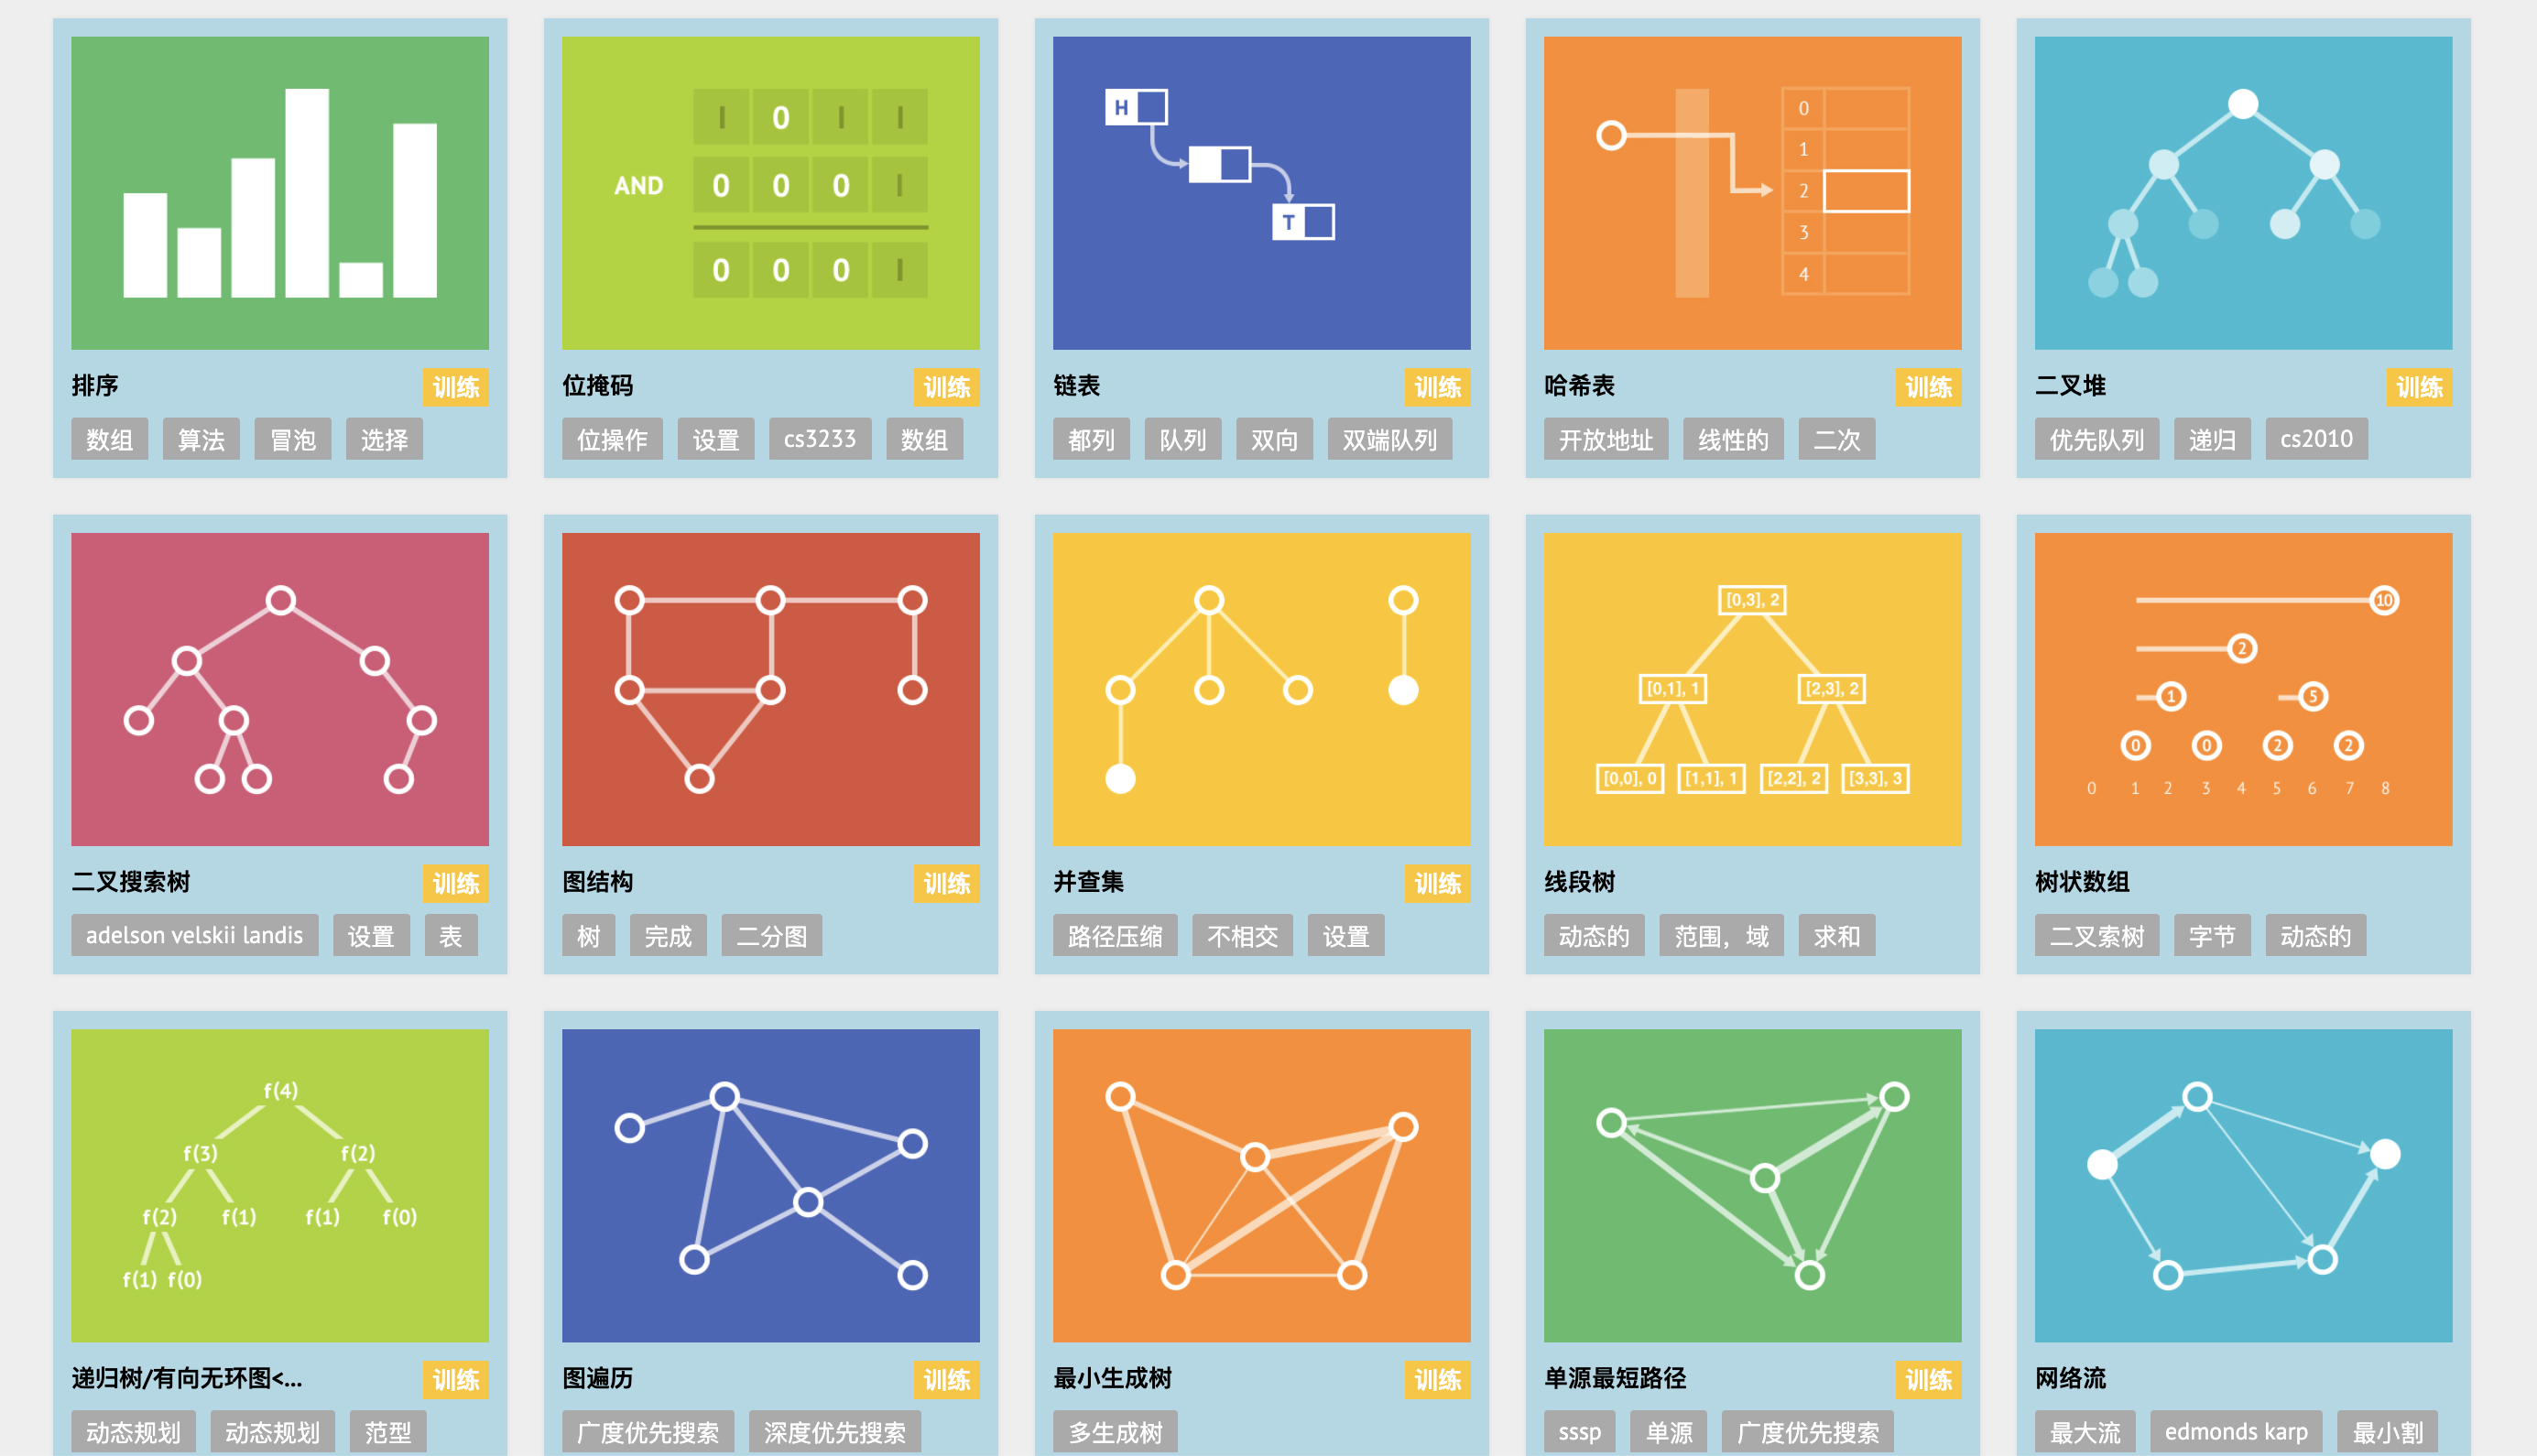 I 0 I I
AND 0 0 0 I
0 0 0 I
H
T
0
1
2
3
4
排序 训练
数组 算法 冒泡 选择
位掩码 训练
位操作 设置 cs3233 数组
链表 训练
都列 队列 双向 双端队列
哈希表 训练
开放地址 线性的 二次
二叉堆 训练
优先队列 递归 cs2010
[0,3], 2
[0,1], 1 [2,3], 2
[0,0], 0 [1,1], 1 [2,2], 2 [3,3], 3
10
2
1 5
0 0 2 2
0 1 2 3 4 5 6 7 8
二叉搜索树 训练
adelson velskii landis 设置 表
图结构 训练
树 完成 二分图
并查集 训练
路径压缩 不相交 设置
线段树
动态的 范围，域 求和
树状数组
二叉索树 字节 动态的
f(4)
f(3) f(2)
f(2) f(1) f(1) f(0)
f(1) f(0)
递归树/有向无环图<... 训练
动态规划 动态规划 范型
图遍历 训练
广度优先搜索 深度优先搜索
最小生成树 训练
多生成树
单源最短路径 训练
sssp 单源 广度优先搜索
网络流
最大流 edmonds karp 最小割